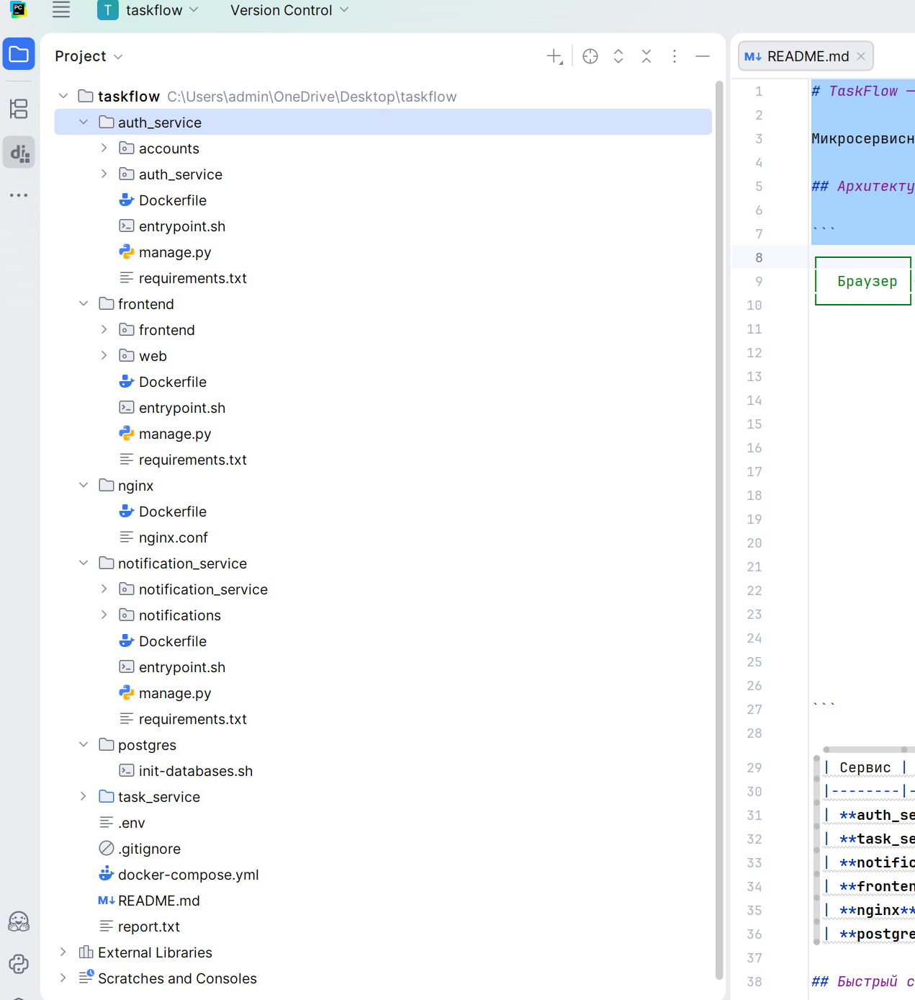 PC
T taskflow Version Control
Project
README.md
taskflow C:\Users\admin\OneDrive\Desktop\taskflow
auth_service
accounts
auth_service
Dockerfile
entrypoint.sh
manage.py
requirements.txt
frontend
frontend
web
Dockerfile
entrypoint.sh
manage.py
requirements.txt
nginx
Dockerfile
nginx.conf
notification_service
notification_service
notifications
Dockerfile
entrypoint.sh
manage.py
requirements.txt
postgres
init-databases.sh
task_service
.env
.gitignore
docker-compose.yml
M↓ README.md
report.txt
External Libraries
Scratches and Consoles
1 # TaskFlow —
2
3 Микросервисн
4
5 ## Архитекту
6
7 ```
8
9 Браузер
10
11
12
13
14
15
16
17
18
19
20
21
22
23
24
25
26
27 ```
28
29 | Сервис |
30 |--------|-
31 | **auth_se
32 | **task_se
33 | **notific
34 | **fronten
35 | **nginx**
36 | **postgre
37
38 ## Быстрый с